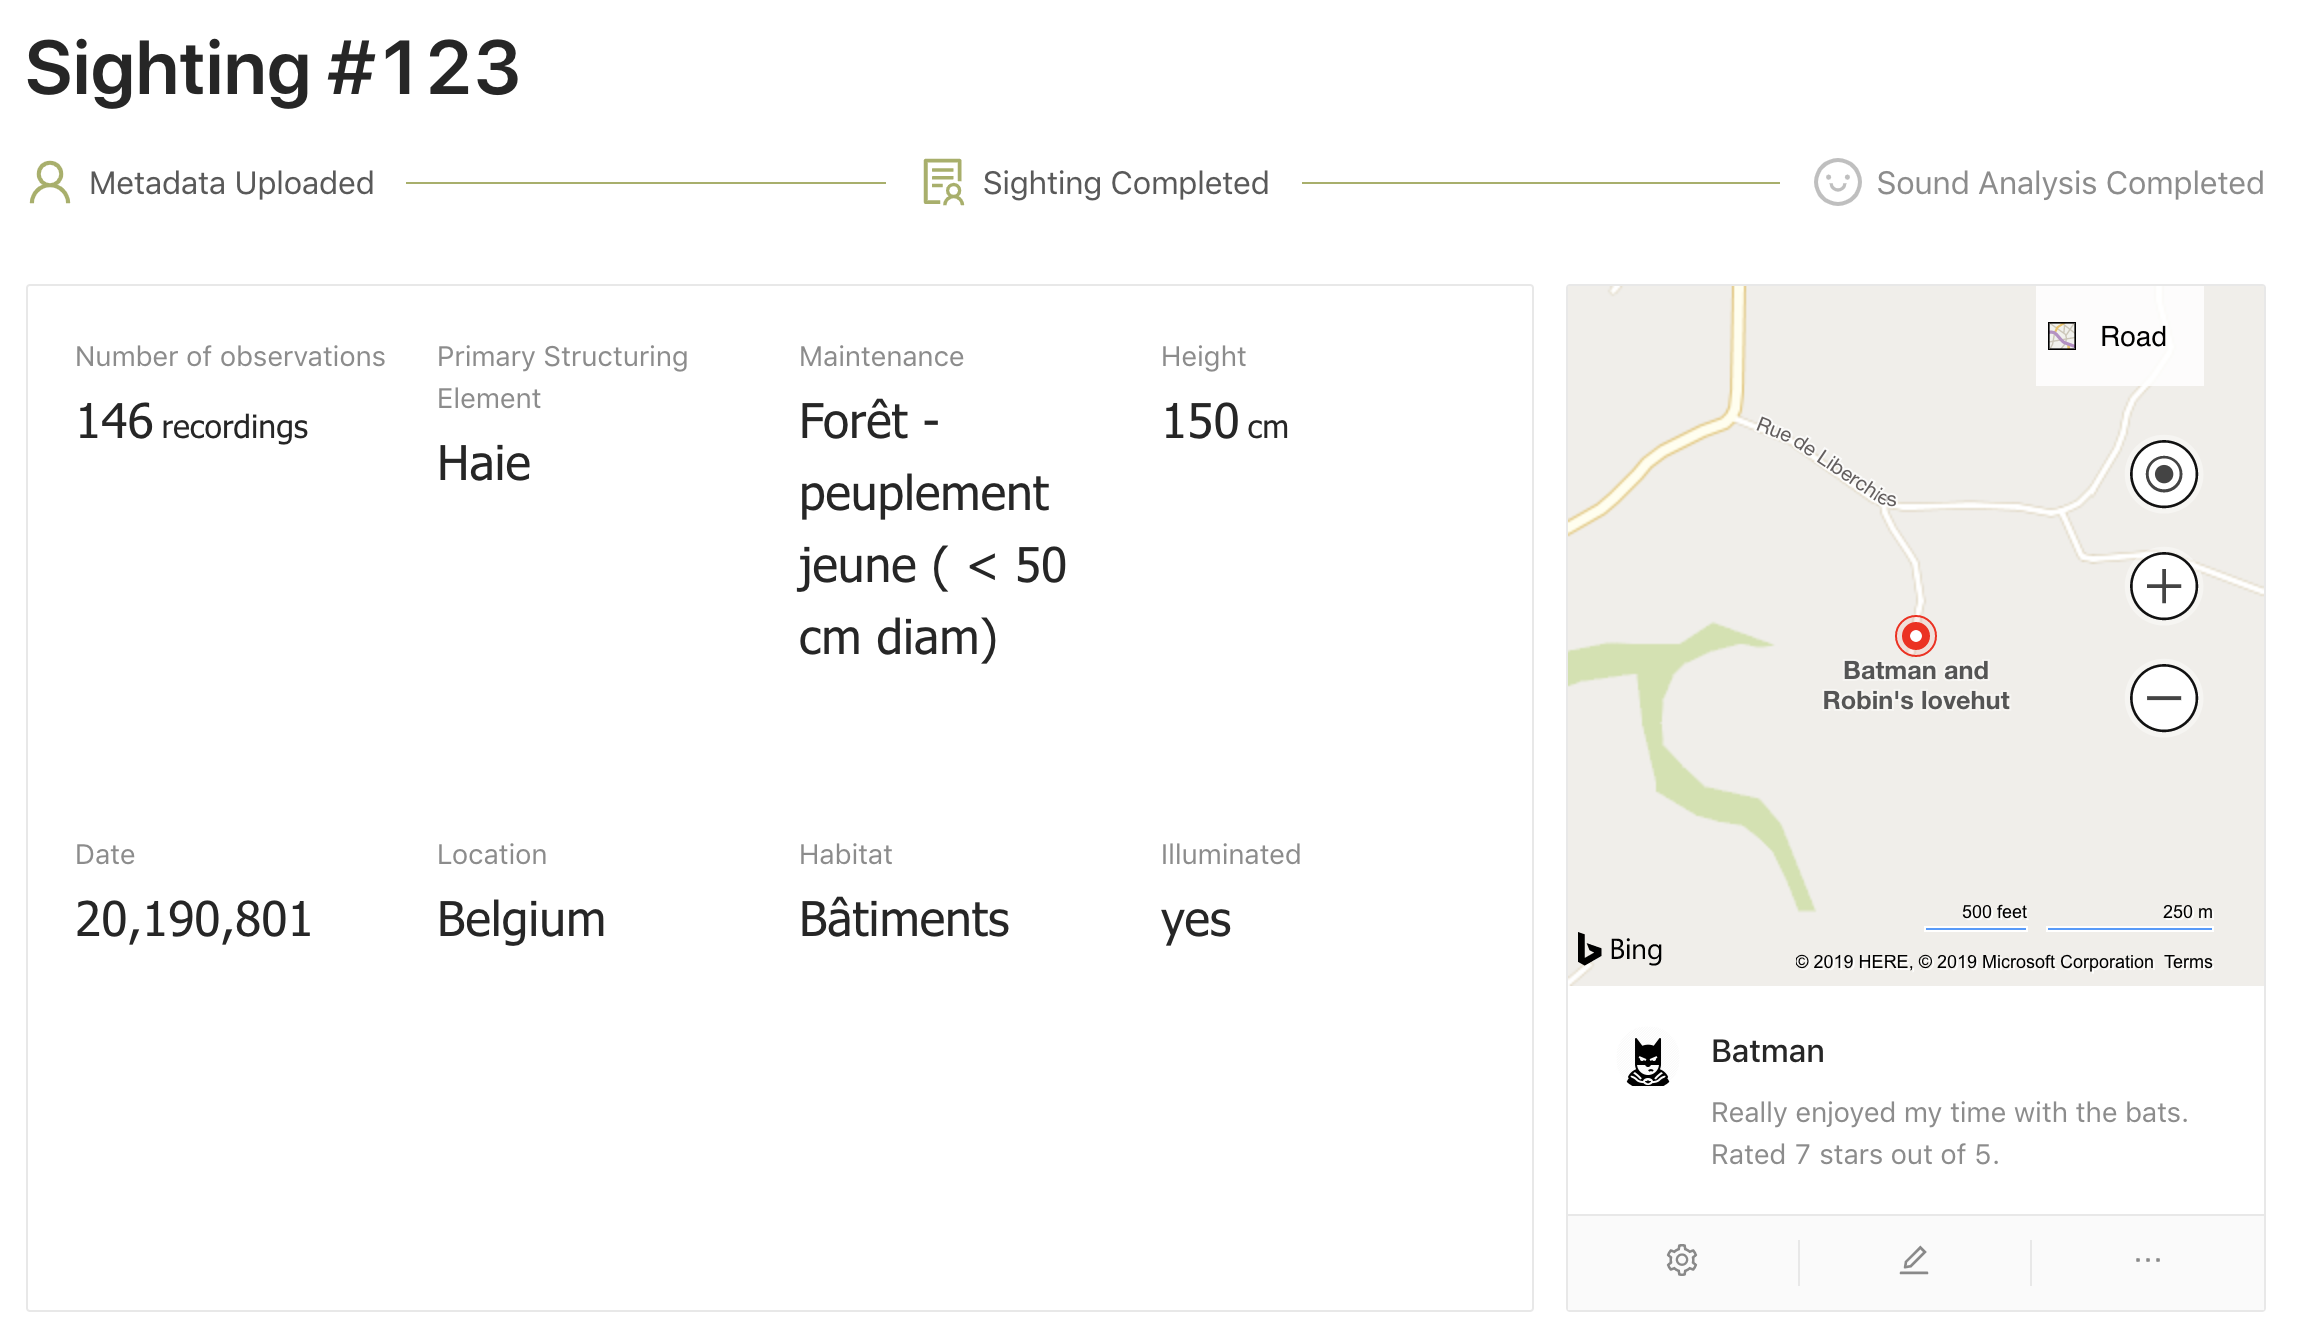 Sighting #123
Metadata Uploaded
Sighting Completed
Sound Analysis Completed
Number of observations
146 recordings
Primary Structuring
Element
Haie
Maintenance
Forêt -
peuplement
jeune ( < 50
cm diam)
Height
150 cm
Date
20,190,801
Location
Belgium
Habitat
Bâtiments
Illuminated
yes
Road
Rue de Liberchies
Batman and
Robin's lovehut
500 feet
250 m
Bing
© 2019 HERE, © 2019 Microsoft Corporation Terms
Batman
Really enjoyed my time with the bats.
Rated 7 stars out of 5.